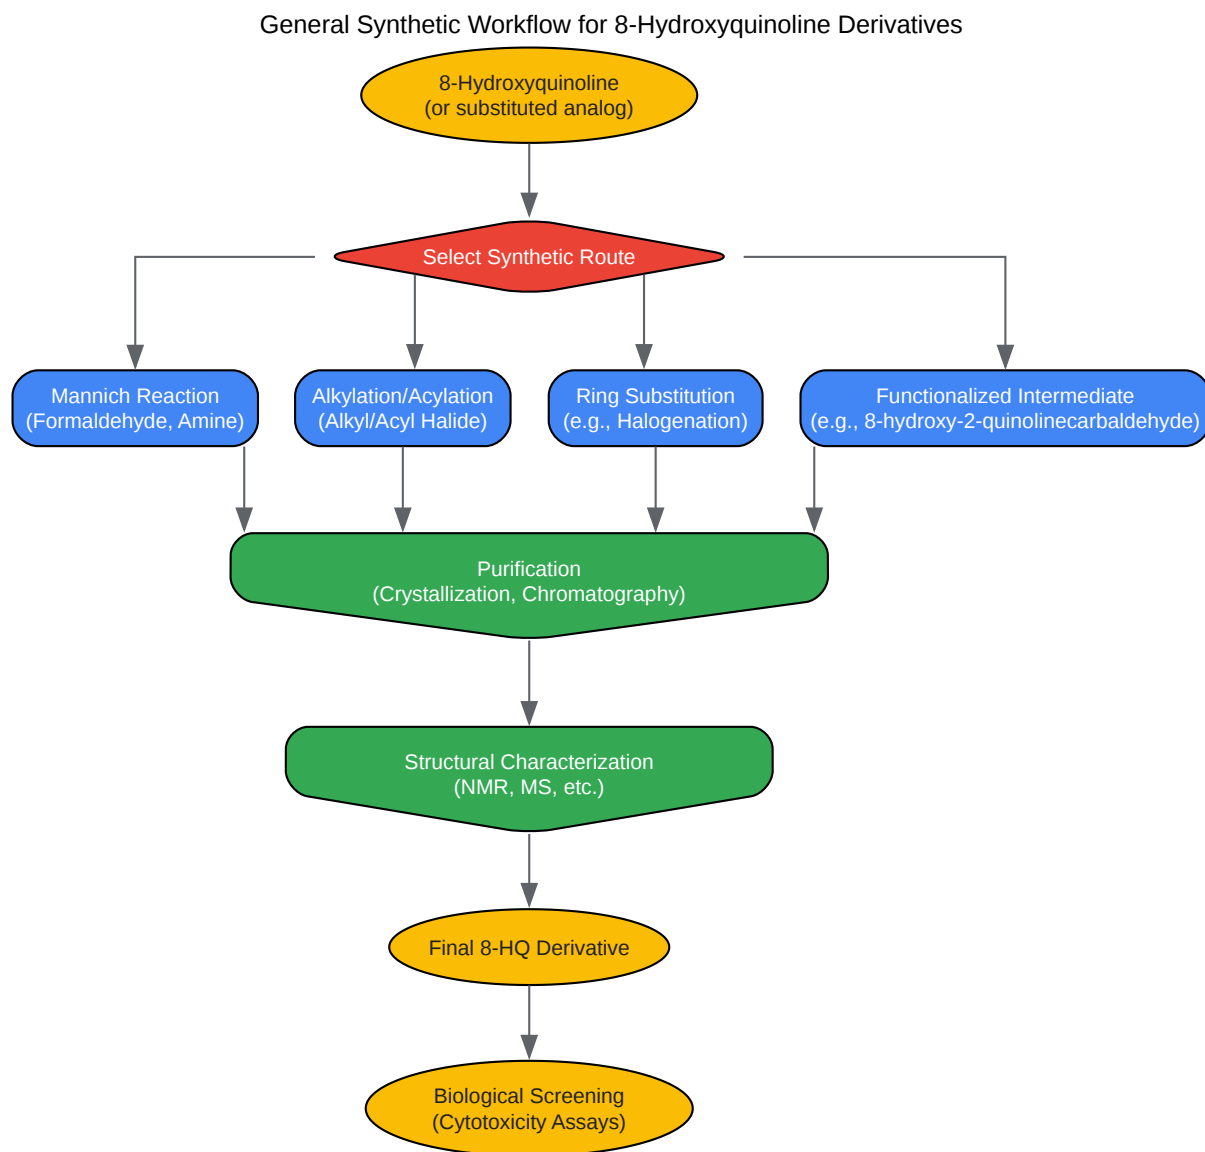 General Synthetic Workflow for 8-Hydroxyquinoline Derivatives
8-Hydroxyquinoline
(or substituted analog)
Select Synthetic Route
Mannich Reaction
(Formaldehyde, Amine)
Alkylation/Acylation
(Alkyl/Acyl Halide)
Ring Substitution
(e.g., Halogenation)
Functionalized Intermediate
(e.g., 8-hydroxy-2-quinolinecarbaldehyde)
Purification
(Crystallization, Chromatography)
Structural Characterization
(NMR, MS, etc.)
Final 8-HQ Derivative
Biological Screening
(Cytotoxicity Assays)